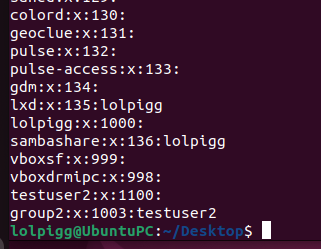 colord:x:130:
geoclue:x:131:
pulse:x:132:
pulse-access:x:133:
gdm:x:134:
lxd:x:135:lolpigg
lolpigg:x:1000:
sambashare:x:136:lolpigg
vboxsf:x:999:
vboxdrmipc:x:998:
testuser2:x:1100:
group2:x:1003:testuser2
lolpigg@UbuntuPC:~/Desktop$